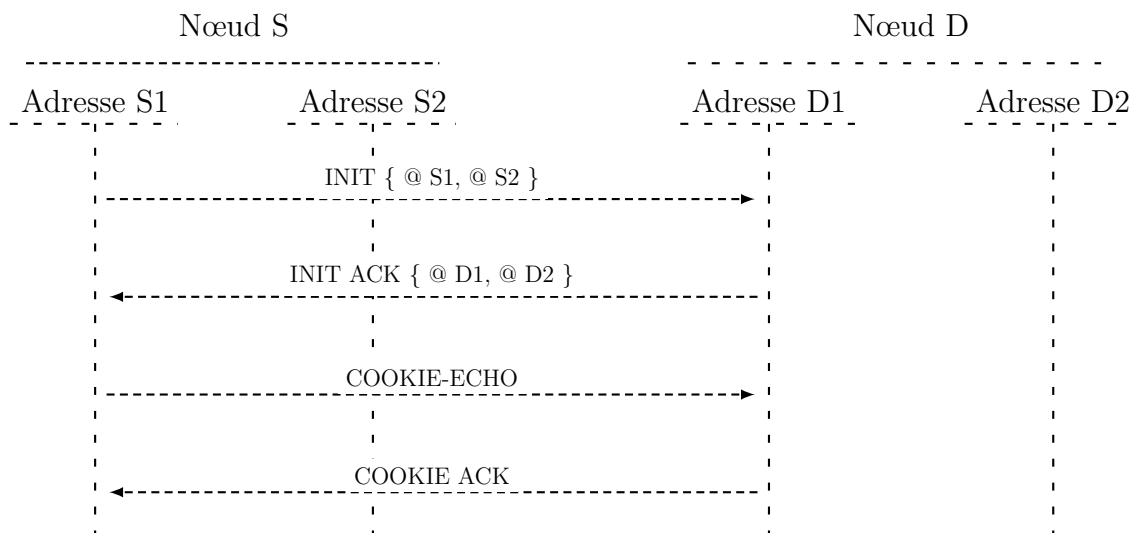 Nœud S Nœud D
Adresse S1 Adresse S2 Adresse D1 Adresse D2
INIT { @ S1, @ S2 }
INIT ACK { @ D1, @ D2 }
COOKIE-ECHO
COOKIE ACK